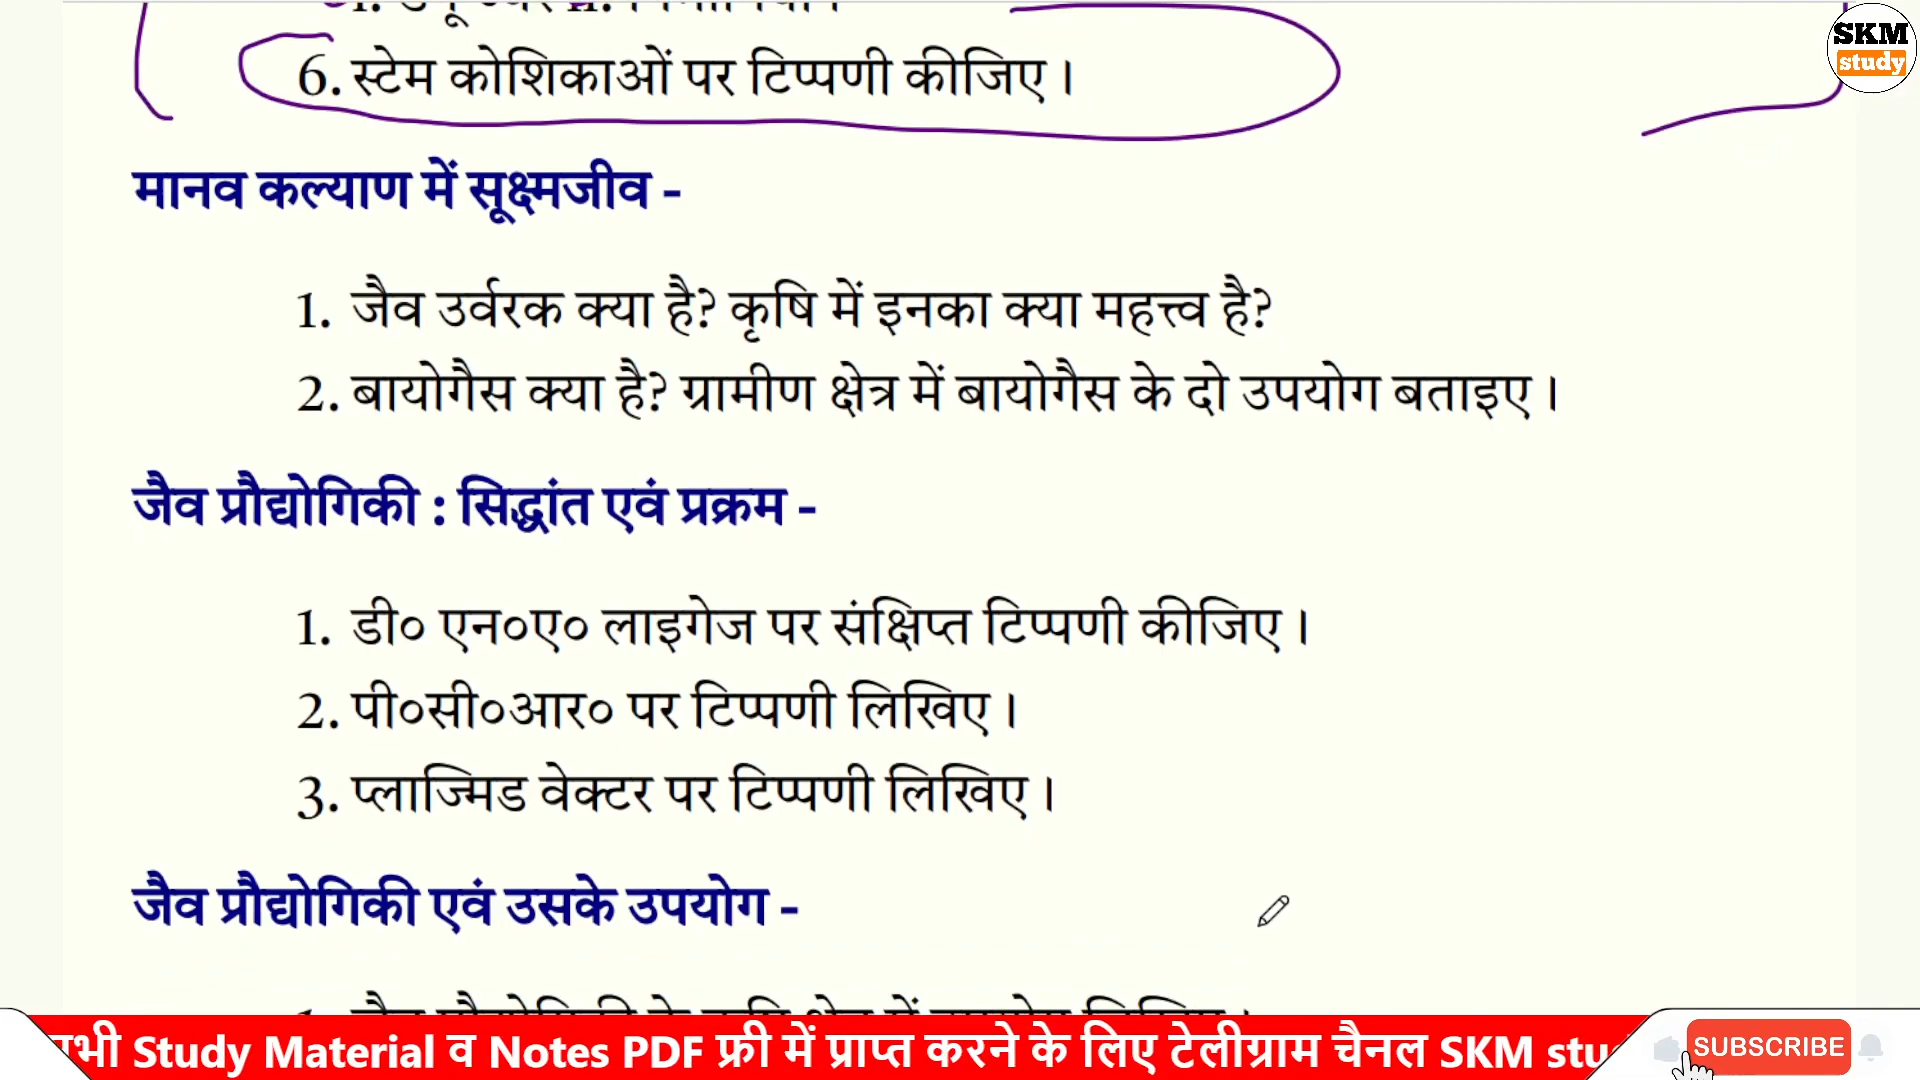 SKM
study
6. स्टेम कोशिकाओं पर टिप्पणी कीजिए।
मानव कल्याण में सूक्ष्मजीव -
1. जैव उर्वरक क्या है? कृषि में इनका क्या महत्त्व है?
2. बायोगैस क्या है? ग्रामीण क्षेत्र में बायोगैस के दो उपयोग बताइए।
जैव प्रौद्योगिकी : सिद्धांत एवं प्रक्रम -
1. डी० एन०ए० लाइगेज पर संक्षिप्त टिप्पणी कीजिए।
2. पी०सी०आर० पर टिप्पणी लिखिए।
3. प्लाज्मिड वेक्टर पर टिप्पणी लिखिए।
जैव प्रौद्योगिकी एवं उसके उपयोग -
Study Material व Notes PDF फ्री में प्राप्त करने के लिए टेलीग्राम चैनल SKM
SUBSCRIBE